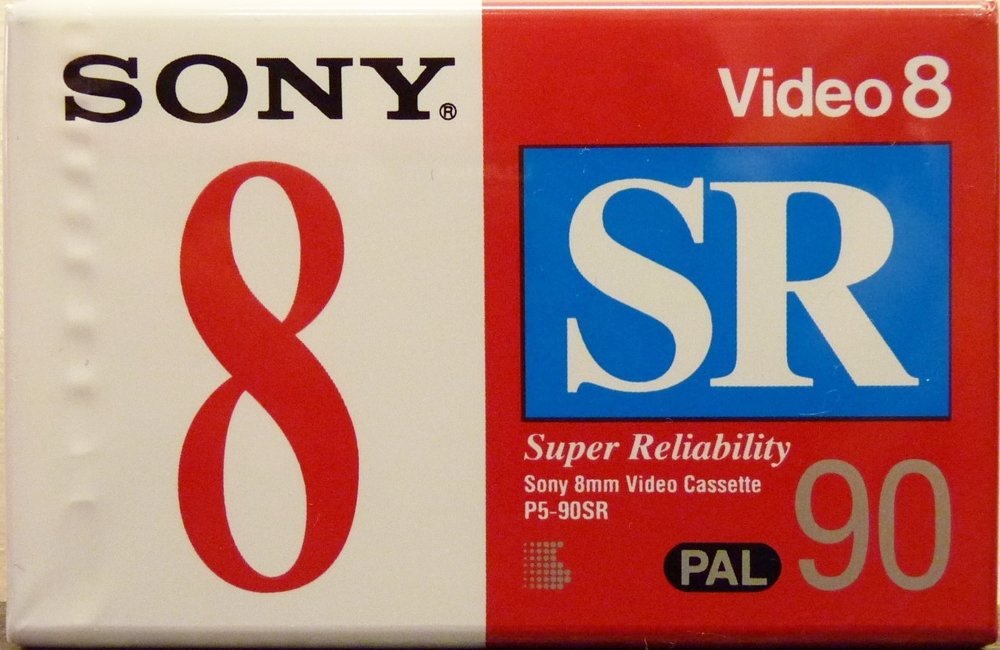 SONY®
8
Video 8
SR
Super Reliability
Sony 8mm Video Cassette
P5-90SR
PAL
90